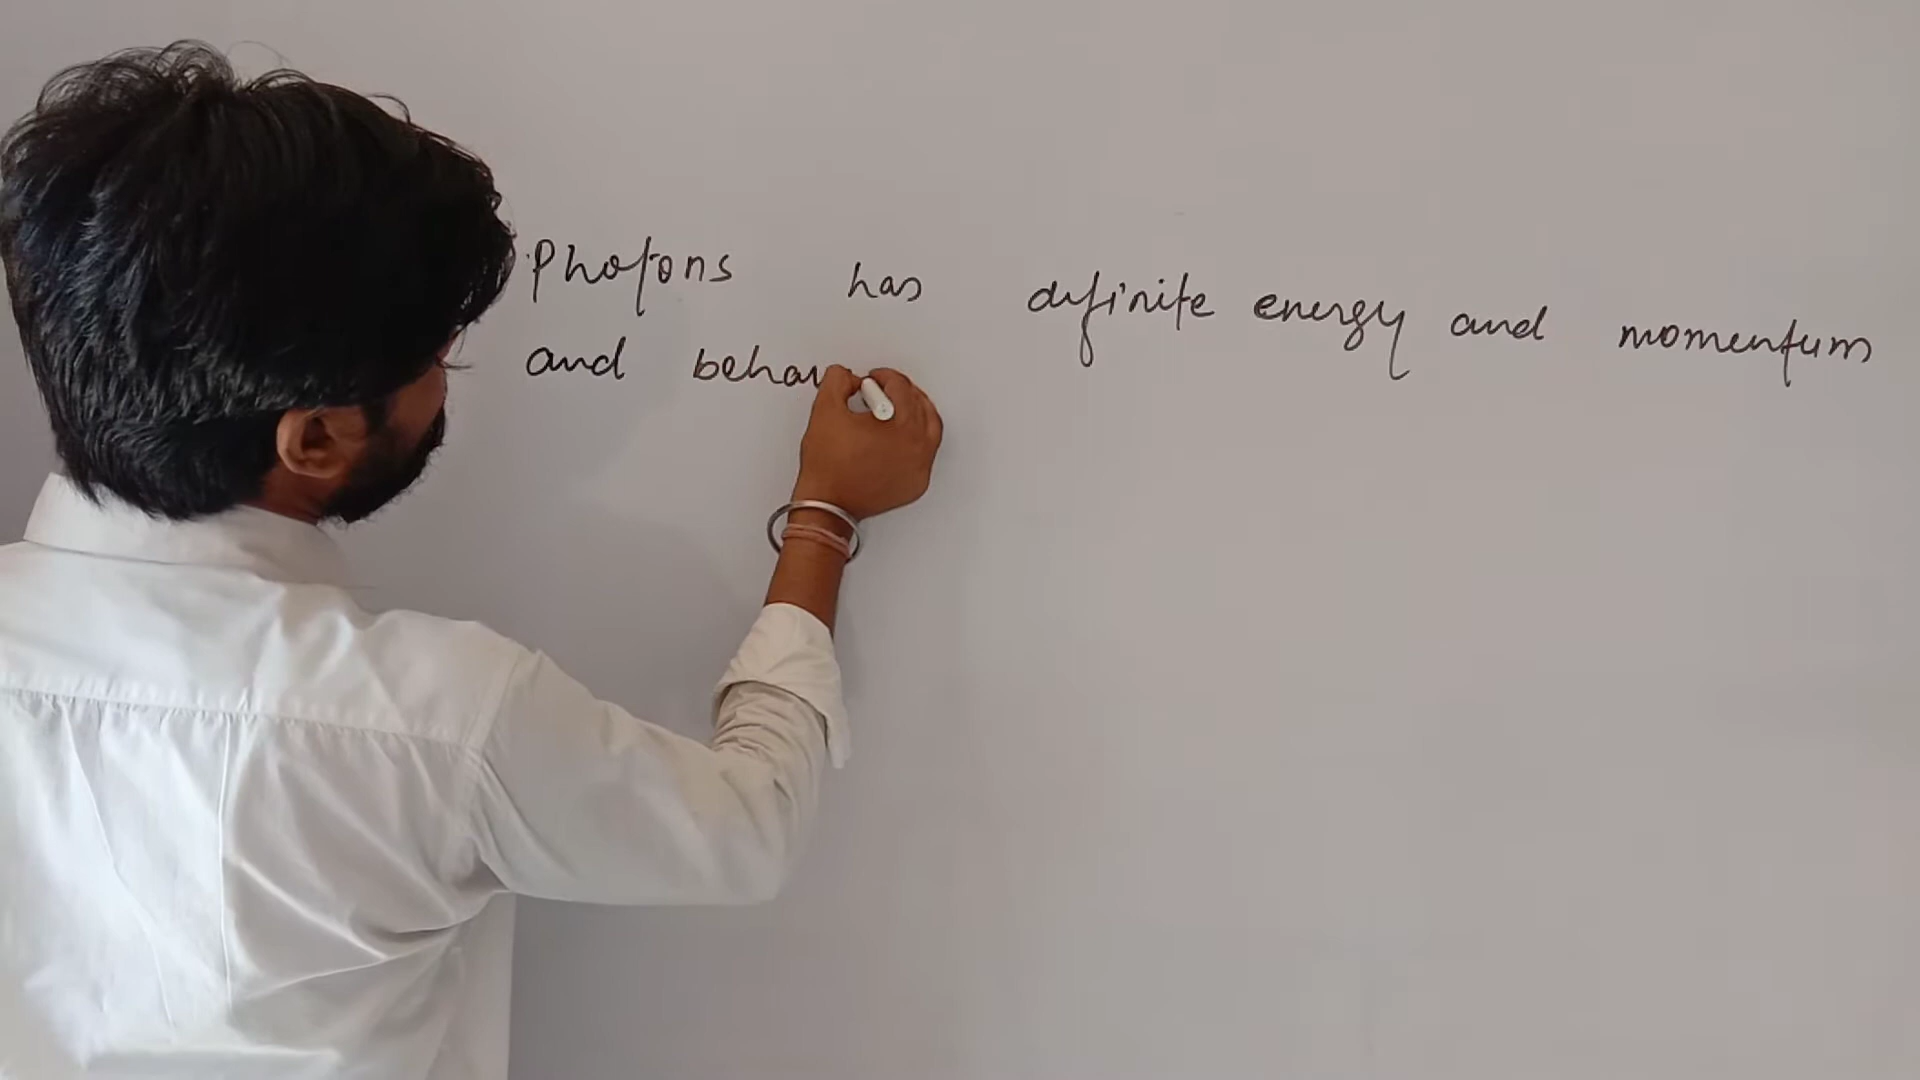 Photons has definite energy and momentum
and behav